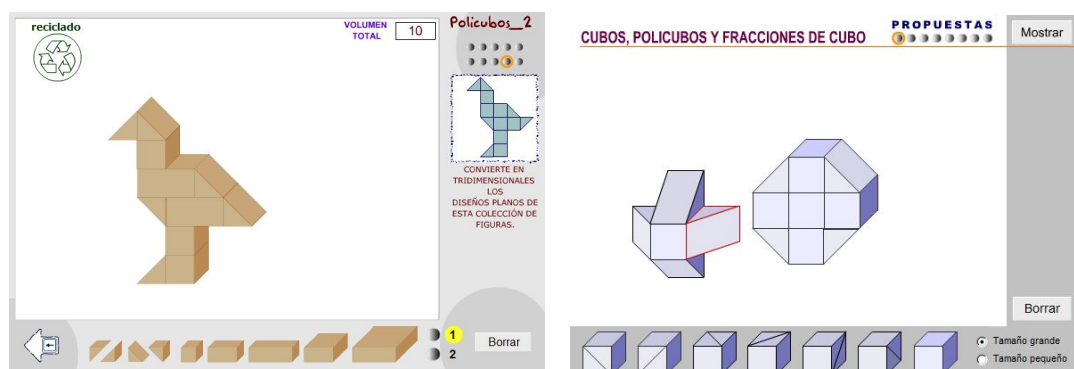 reciclado
VOLUMEN
TOTAL
10
Policubos_2
CONVIERTE EN
TRIDIMENSIONALES
LOS
DISEÑOS PLANOS DE
ESTA COLECCIÓN DE
FIGURAS.
1
2
Borrar
CUBOS, POLICUBOS Y FRACCIONES DE CUBO
PROPUESTAS
Mostrar
Borrar
Tamaño grande
Tamaño pequeño